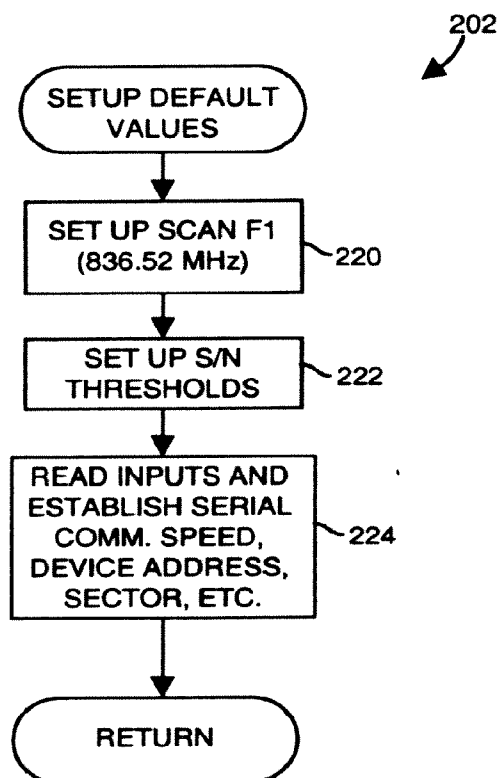 202
SETUP DEFAULT
VALUES
SET UP SCAN F1
(836.52 MHz)
220
SET UP S/N
THRESHOLDS
222
READ INPUTS AND
ESTABLISH SERIAL
COMM. SPEED,
DEVICE ADDRESS,
SECTOR, ETC.
224
RETURN